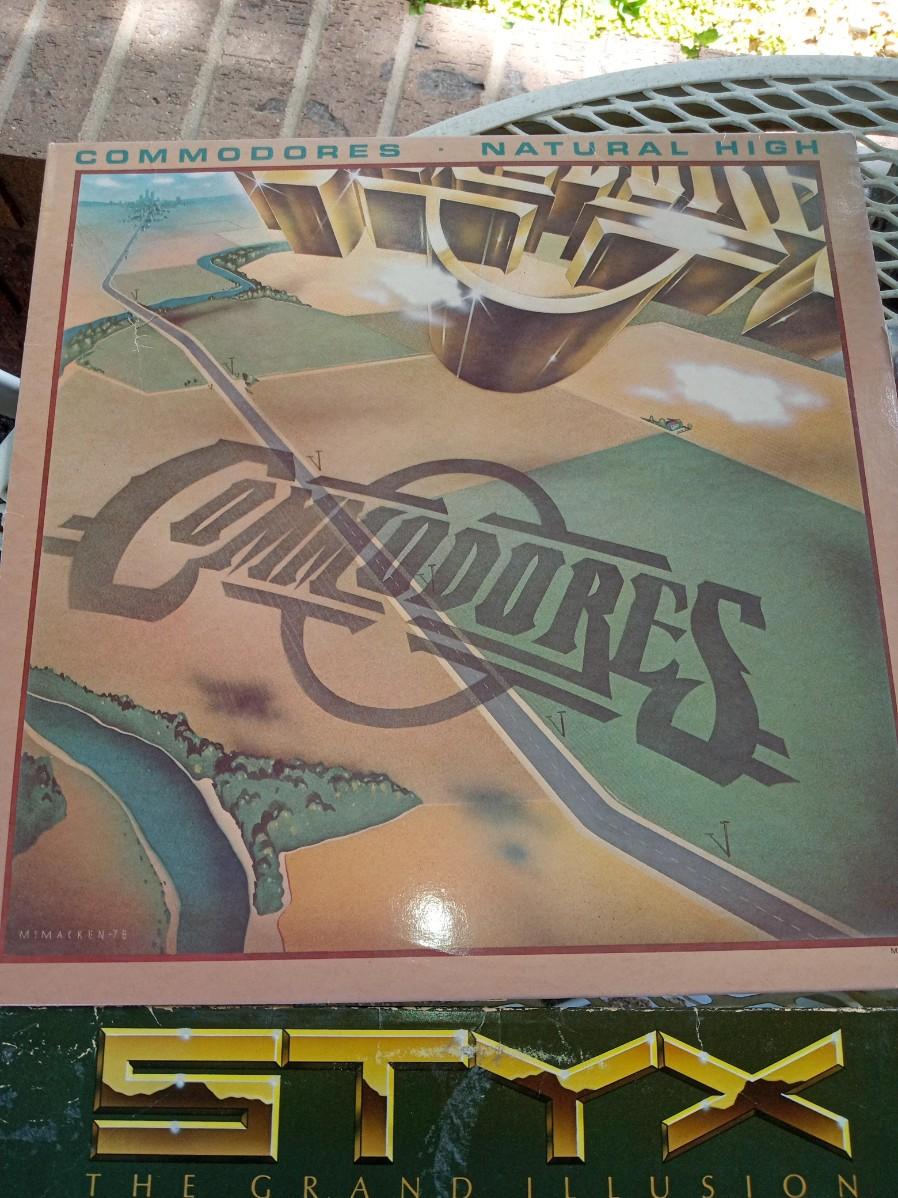 COMMODORES · NATURAL HIGH
COMMODORES
MCMACKEN-78
STYX
THE GRAND ILLUSION